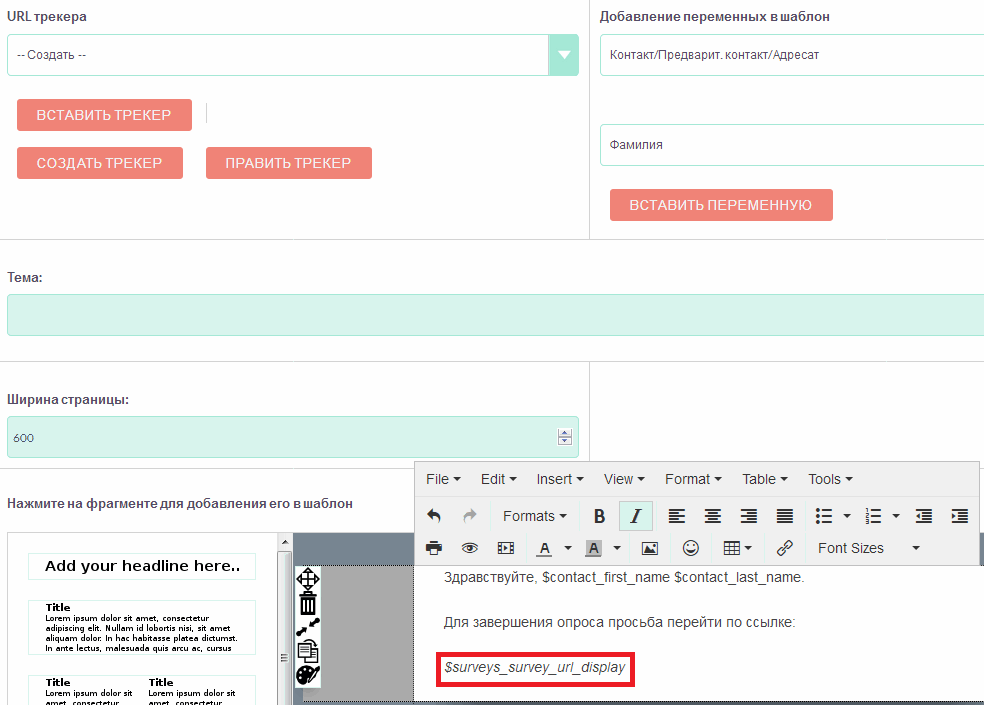 URL трекера
-- Создать --
ВСТАВИТЬ ТРЕКЕР
СОЗДАТЬ ТРЕКЕР
ПРАВИТЬ ТРЕКЕР
Добавление переменных в шаблон
Контакт/Предварит. контакт/Адресат
Фамилия
ВСТАВИТЬ ПЕРЕМЕННУЮ
Тема:
Ширина страницы:
600
Нажмите на фрагменте для добавления его в шаблон
Add your headline here..
Title
Lorem ipsum dolor sit amet, consectetur
adipiscing elit. Nullam id lobortis nisi, sit amet
aliquam dolor. In hac habitasse platea dictumst.
In ante lectus, malesuada quis arcu ac, cursus
Title
Lorem ipsum dolor sit
amet, consectetur
Title
Lorem ipsum dolor sit
amet, consectetur
File Edit Insert View Format Table Tools
Formats B I
A A Font Sizes
Здравствуйте, $contact_first_name $contact_last_name.
Для завершения опроса просьба перейти по ссылке:
$surveys_survey_url_display